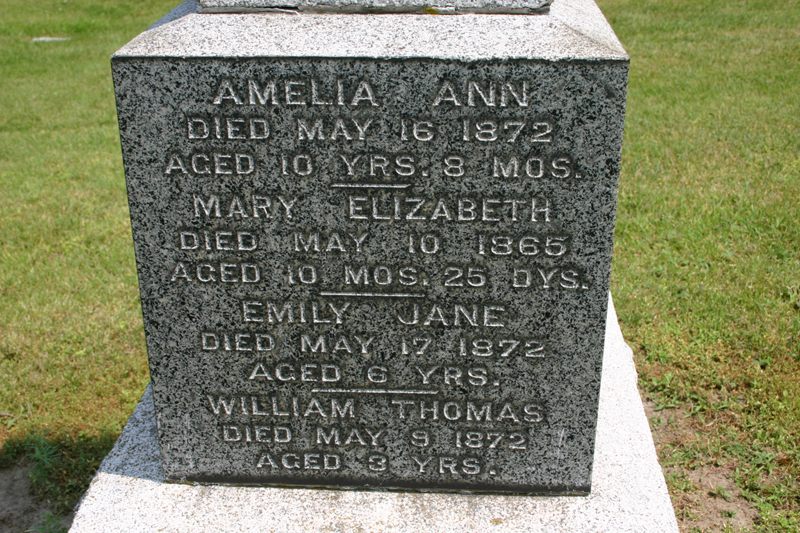 AMELIA ANN
DIED MAY 16 1872
AGED 10 YRS. 8 MOS.
MARY ELIZABETH
DIED MAY 10 1865
AGED 10 MOS. 25 DYS.
EMILY JANE
DIED MAY 17 1872
AGED 6 YRS.
WILLIAM THOMAS
DIED MAY 9 1872
AGED 3 YRS.